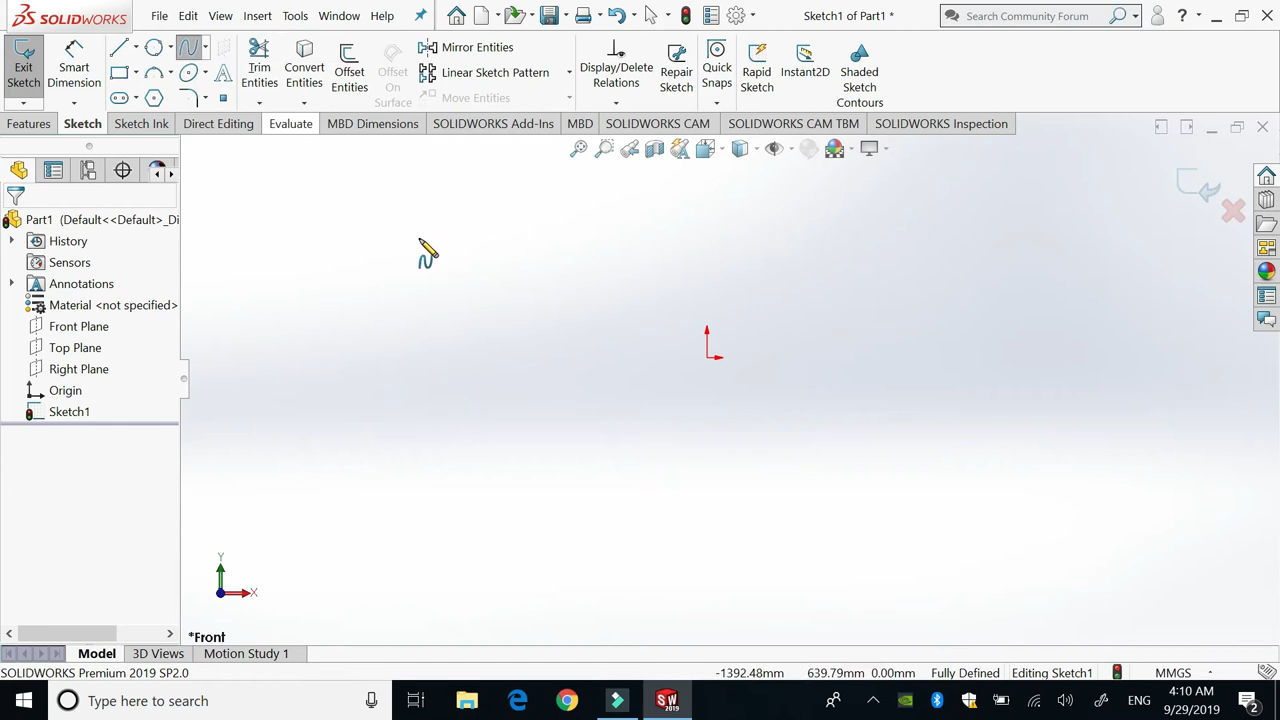 SOLIDWORKS File Edit View Insert Tools Window Help Sketch1 of Part1 * Search Community Forum ?
Exit Sketch Smart Dimension Trim Entities Convert Entities Offset Entities Offset On Surface Mirror Entities Linear Sketch Pattern Move Entities Display/Delete Relations Repair Sketch Quick Snaps Rapid Sketch Instant2D Shaded Sketch Contours
Features Sketch Sketch Ink Direct Editing Evaluate MBD Dimensions SOLIDWORKS Add-Ins MBD SOLIDWORKS CAM SOLIDWORKS CAM TBM SOLIDWORKS Inspection
Part1 (Default<<Default>_Di
History
Sensors
Annotations
Material <not specified>
Front Plane
Top Plane
Right Plane
Origin
Sketch1
Y
X
*Front
Model 3D Views Motion Study 1
SOLIDWORKS Premium 2019 SP2.0 -1392.48mm 639.79mm 0.00mm Fully Defined Editing Sketch1 MMGS
Type here to search ENG 4:10 AM
9/29/2019 2